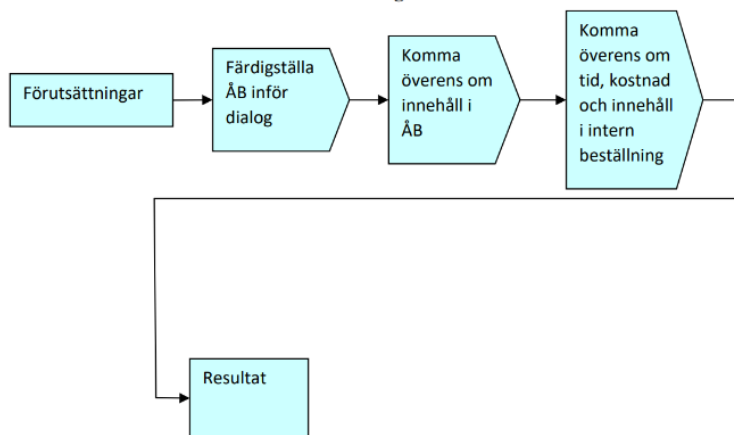 Förutsättningar
Färdigställa
ÅB inför
dialog
Komma
överens om
innehåll i
ÅB
Komma
överens om
tid, kostnad
och innehåll
i intern
beställning
Resultat